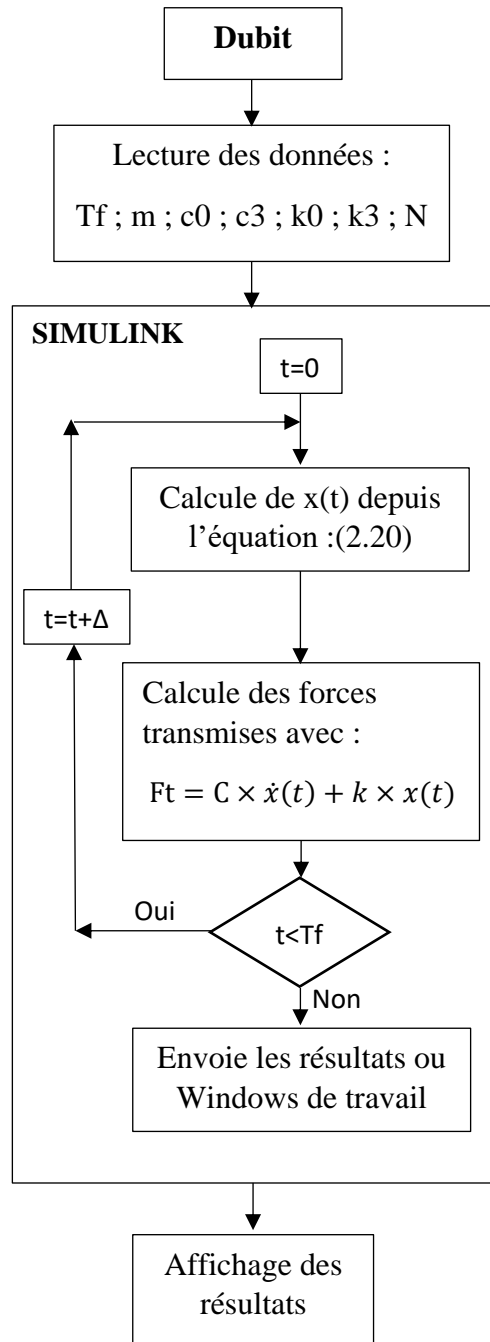 Dubit
Lecture des données :
Tf ; m ; c0 ; c3 ; k0 ; k3 ; N
SIMULINK
t=0
Calcule de x(t) depuis
l’équation :(2.20)
t=t+Δ
Calcule des forces
transmises avec :
Ft = C × ẋ(t) + k × x(t)
Oui
t<Tf
Non
Envoie les résultats ou
Windows de travail
Affichage des
résultats